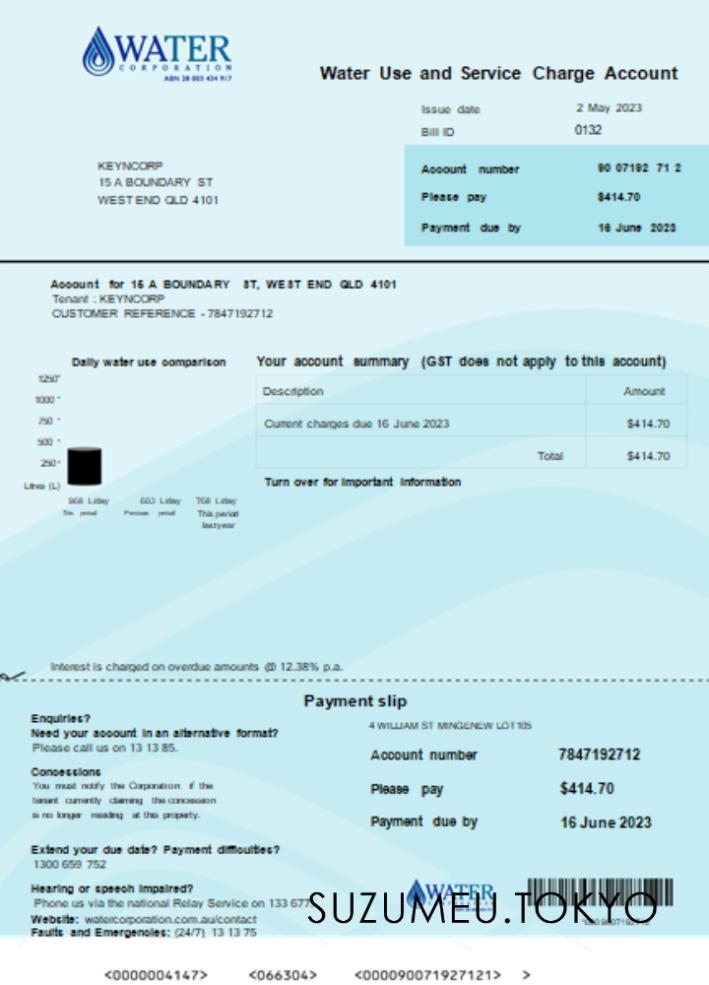 WATER
CORPORATION
ABN 28 003 434 917
Water Use and Service Charge Account
Issue date 2 May 2023
Bill ID 0132
KEYNCORP
15 A BOUNDARY ST
WEST END QLD 4101
Account number 90 07192 71 2
Please pay $414.70
Payment due by 16 June 2023
Account for 15 A BOUNDARY ST, WEST END QLD 4101
Tenant : KEYNCORP
CUSTOMER REFERENCE - 7847192712
Daily water use comparison
1250
1000
750
500
250
Litres (L)
968 L/day 603 L/day 768 L/day
This period Previous period This period
last year
Your account summary (GST does not apply to this account)
Description Amount
Current charges due 16 June 2023 $414.70
Total $414.70
Turn over for important information
Interest is charged on overdue amounts @ 12.38% p.a.
Payment slip
Enquiries?
Need your account in an alternative format?
Please call us on 13 13 85.
Concessions
You must notify the Corporation if the
tenant currently claiming the concession
is no longer residing at this property.
Extend your due date? Payment difficulties?
1300 659 752
Hearing or speech impaired?
Phone us via the national Relay Service on 133 677
Website: watercorporation.com.au/contact
Faults and Emergencies: (24/7) 13 13 75
4 WILLIAM ST MINGENEW LOT 105
Account number 7847192712
Please pay $414.70
Payment due by 16 June 2023
WATER
SUZUMEU.TOKYO
<0000004147> <066304> <000090071927121> >